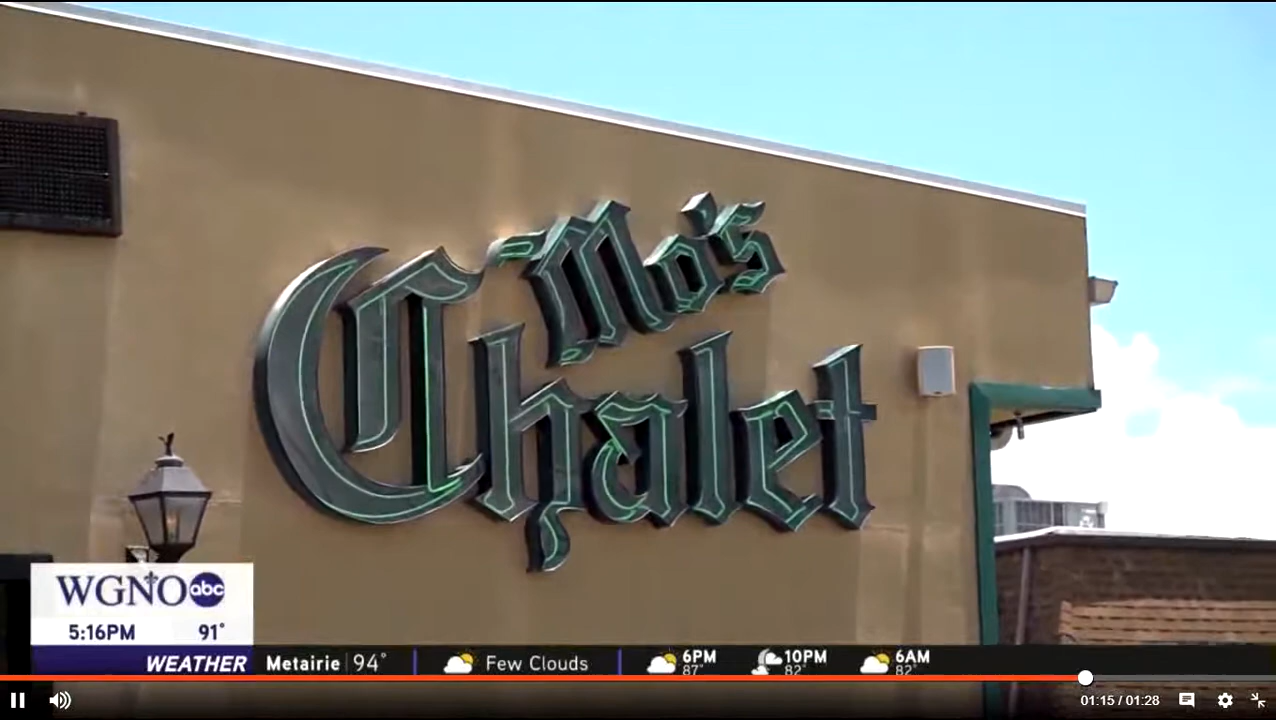 Mo's
Chalet
WGNO abc
5:16PM 91°
WEATHER Metairie 94° Few Clouds 6PM 87° 10PM 82° 6AM 82°
01:15 / 01:28